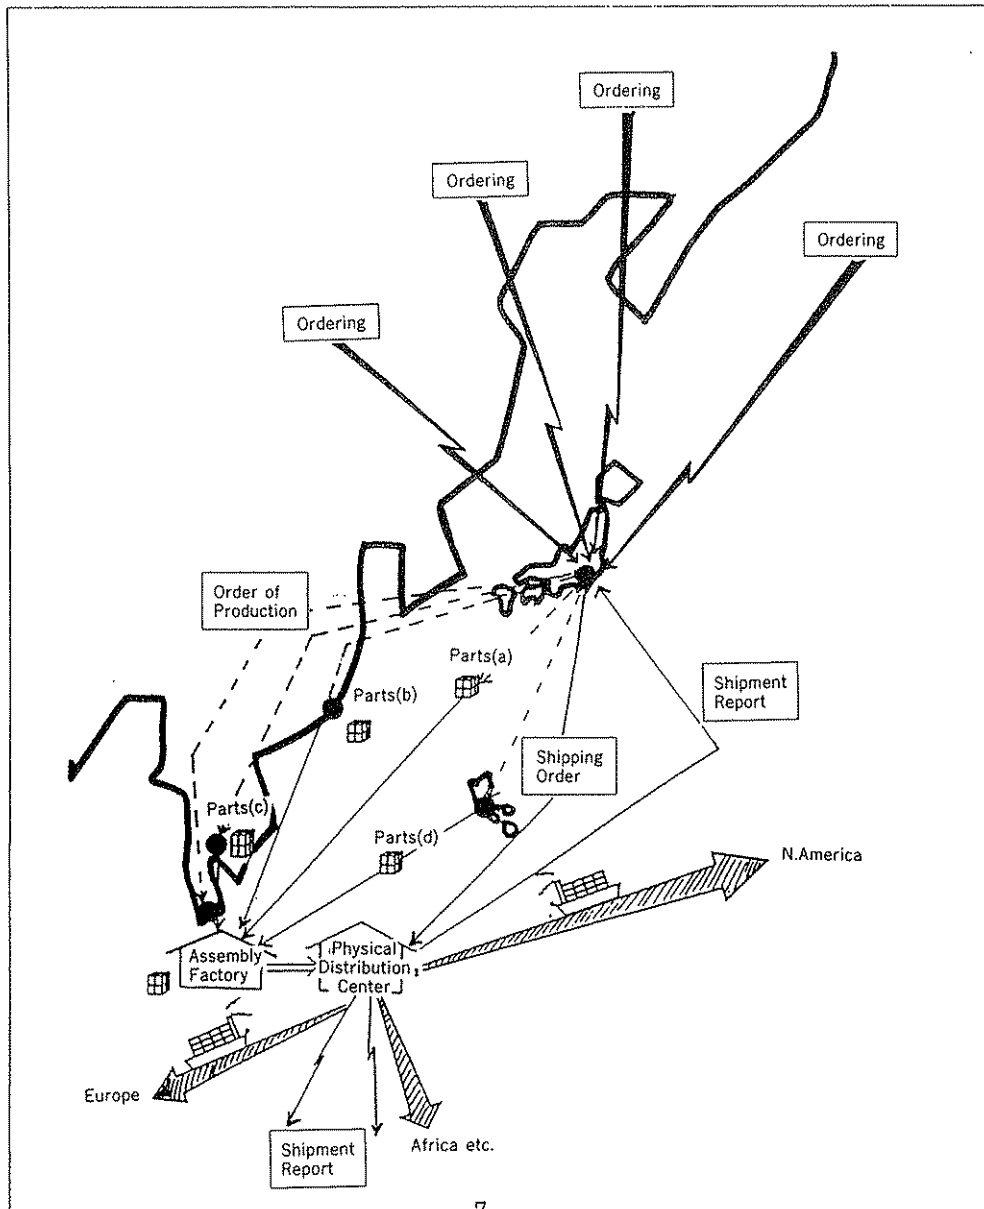 Ordering
Ordering
Ordering
Ordering
Order of
Production
Parts(a)
Parts(b)
Shipment
Report
Shipping
Order
Parts(c)
Parts(d)
N.America
Assembly
Factory
Physical
Distribution
Center
Europe
Shipment
Report
Africa etc.
7